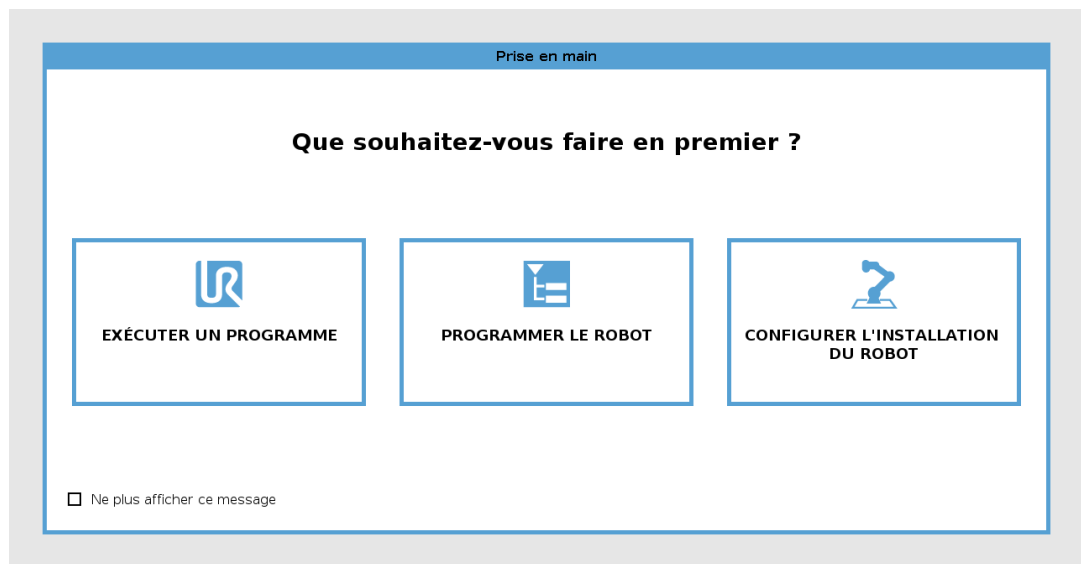 Prise en main
Que souhaitez-vous faire en premier ?
EXÉCUTER UN PROGRAMME
PROGRAMMER LE ROBOT
CONFIGURER L'INSTALLATION
DU ROBOT
Ne plus afficher ce message